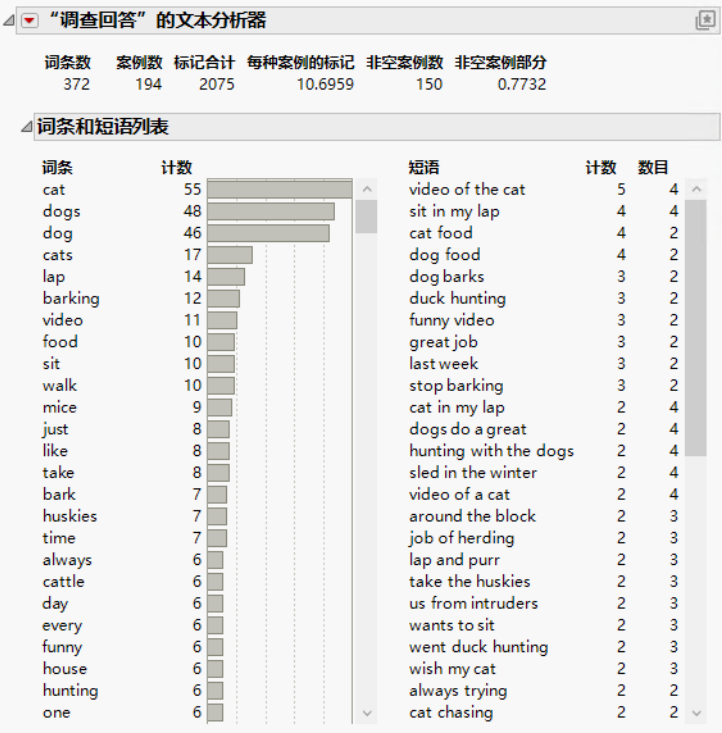 “调查回答”的文本分析器
词条数 案例数 标记合计 每种案例的标记 非空案例数 非空案例部分
372 194 2075 10.6959 150 0.7732
词条和短语列表
词条 计数
cat 55
dogs 48
dog 46
cats 17
lap 14
barking 12
video 11
food 10
sit 10
walk 10
mice 9
just 8
like 8
take 8
bark 7
huskies 7
time 7
always 6
cattle 6
day 6
every 6
funny 6
house 6
hunting 6
one 6
短语 计数 数目
video of the cat 5 4
sit in my lap 4 4
cat food 4 2
dog food 4 2
dog barks 3 2
duck hunting 3 2
funny video 3 2
great job 3 2
last week 3 2
stop barking 3 2
cat in my lap 2 4
dogs do a great 2 4
hunting with the dogs 2 4
sled in the winter 2 4
video of a cat 2 4
around the block 2 3
job of herding 2 3
lap and purr 2 3
take the huskies 2 3
us from intruders 2 3
wants to sit 2 3
went duck hunting 2 3
wish my cat 2 3
always trying 2 2
cat chasing 2 2